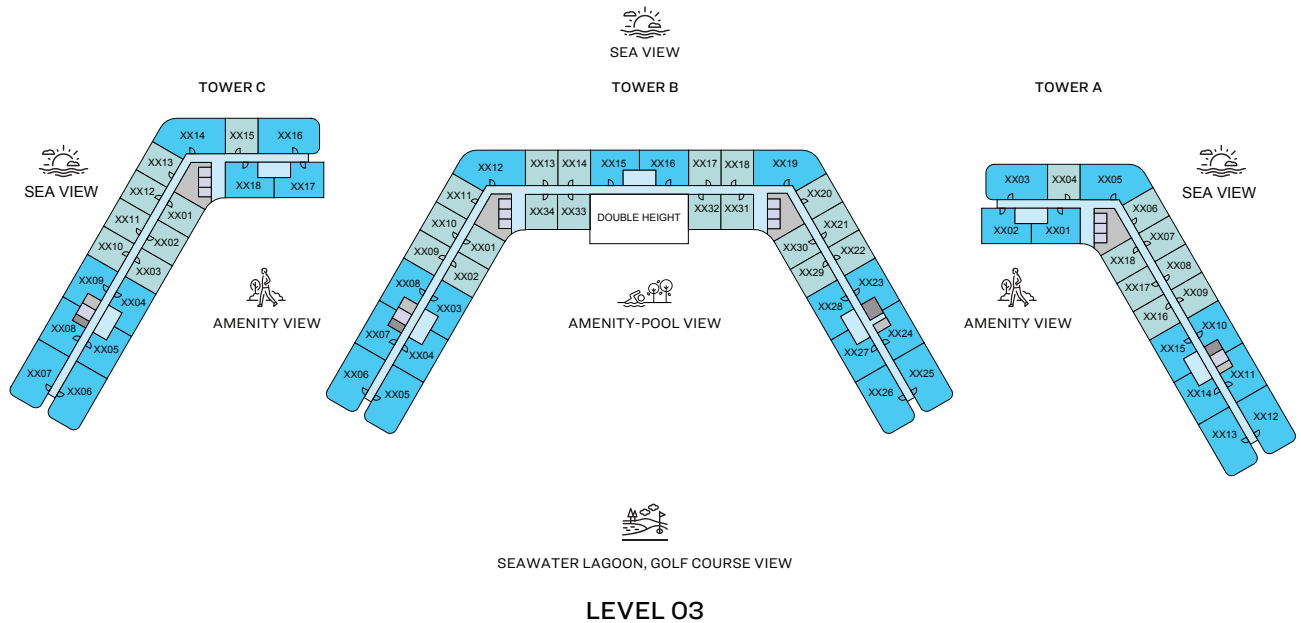 SEA VIEW
TOWER C
TOWER B
TOWER A
SEA VIEW
SEA VIEW
XX14
XX15
XX16
XX13
XX12
XX11
XX10
XX09
XX08
XX07
XX18
XX17
XX01
XX02
XX03
XX04
XX05
XX06
AMENITY VIEW
XX12
XX13
XX14
XX15
XX16
XX17
XX18
XX19
XX11
XX10
XX09
XX08
XX07
XX06
XX34
XX33
DOUBLE HEIGHT
XX32
XX31
XX01
XX02
XX03
XX04
XX05
XX20
XX21
XX22
XX23
XX24
XX25
XX30
XX29
XX28
XX27
XX26
AMENITY-POOL VIEW
XX03
XX04
XX05
XX02
XX01
XX06
XX07
XX08
XX09
XX10
XX11
XX12
XX18
XX17
XX16
XX15
XX14
XX13
AMENITY VIEW
SEAWATER LAGOON, GOLF COURSE VIEW
LEVEL 03